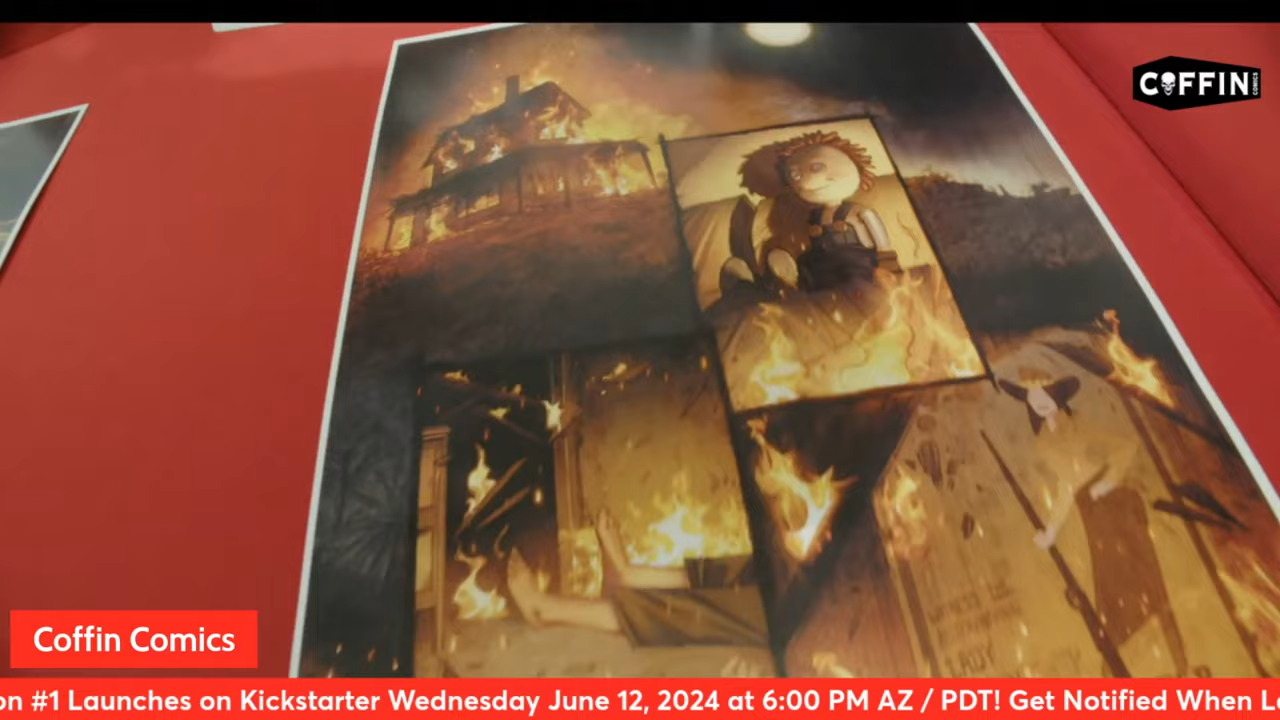 COFFIN COMICS
LADY
Coffin Comics
on #1 Launches on Kickstarter Wednesday June 12, 2024 at 6:00 PM AZ / PDT! Get Notified When L